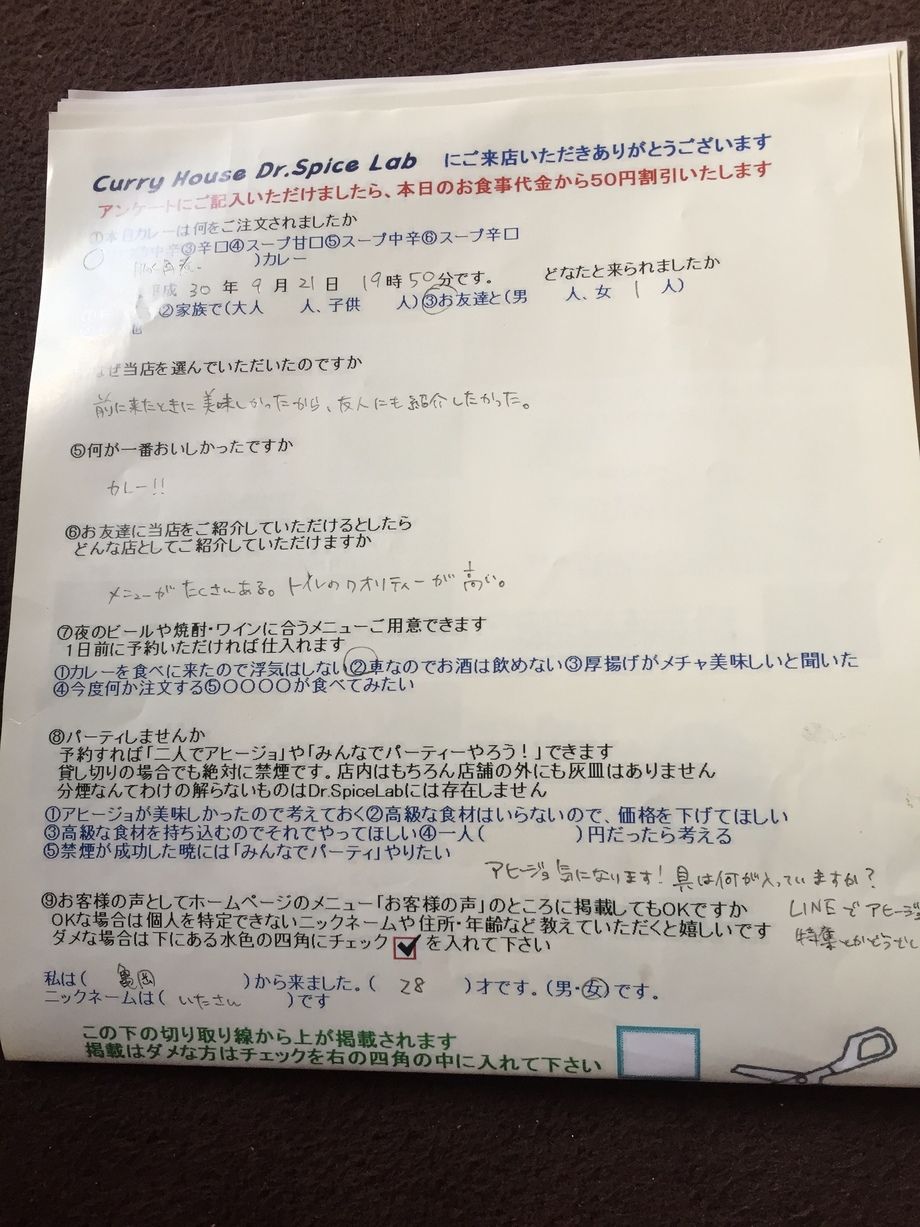 Curry House Dr.Spice Lab にご来店いただきありがとうございます
アンケートにご記入いただけましたら、本日のお食事代金から50円割引いたします
①本日カレーは何をご注文されましたか
中辛③辛口④スープ甘口⑤スープ中辛⑥スープ辛口
)カレー
成 30 年 9 月 21 日 19時50分です。 どなたと来られましたか
②家族で(大人 人、子供 人)③お友達と(男 人、女 1 人)
なぜ当店を選んでいただいたのですか
前に来たときに美味しかったから、友人にも紹介したかった。
⑤何が一番おいしかったですか
カレー!!
⑥お友達に当店をご紹介していただけるとしたら
どんな店としてご紹介していただけますか
メニューがたくさんある。トイレのクオリティーが高い。
⑦夜のビールや焼酎・ワインに合うメニューご用意できます
1日前に予約いただければ仕入れます
①カレーを食べに来たので浮気はしない②車なのでお酒は飲めない③厚揚げがメチャ美味しいと聞いた
④今度何か注文する⑤〇〇〇〇が食べてみたい
⑧パーティしませんか
予約すれば「二人でアヒージョ」や「みんなでパーティーやろう！」できます
貸し切りの場合でも絶対に禁煙です。店内はもちろん店舗の外にも灰皿はありません
分煙なんてわけの解らないものはDr.SpiceLabには存在しません
①アヒージョが美味しかったので考えておく②高級な食材はいらないので、価格を下げてほしい
③高級な食材を持ち込むのでそれでやってほしい④一人( )円だったら考える
⑤禁煙が成功した暁には「みんなでパーティ」やりたい
アヒージョ気になります!具は何が入っていますか?
LINEでアヒージョ
特集とかどうでし
⑨お客様の声としてホームページのメニュー「お客様の声」のところに掲載してもOKですか
OKな場合は個人を特定できないニックネームや住所・年齢など教えていただくと嬉しいです
ダメな場合は下にある水色の四角にチェック を入れて下さい
私は( 亀岡 )から来ました。( 28 )才です。(男・女)です。
ニックネームは( いたさん )です
この下の切り取り線から上が掲載されます
掲載はダメな方はチェックを右の四角の中に入れて下さい